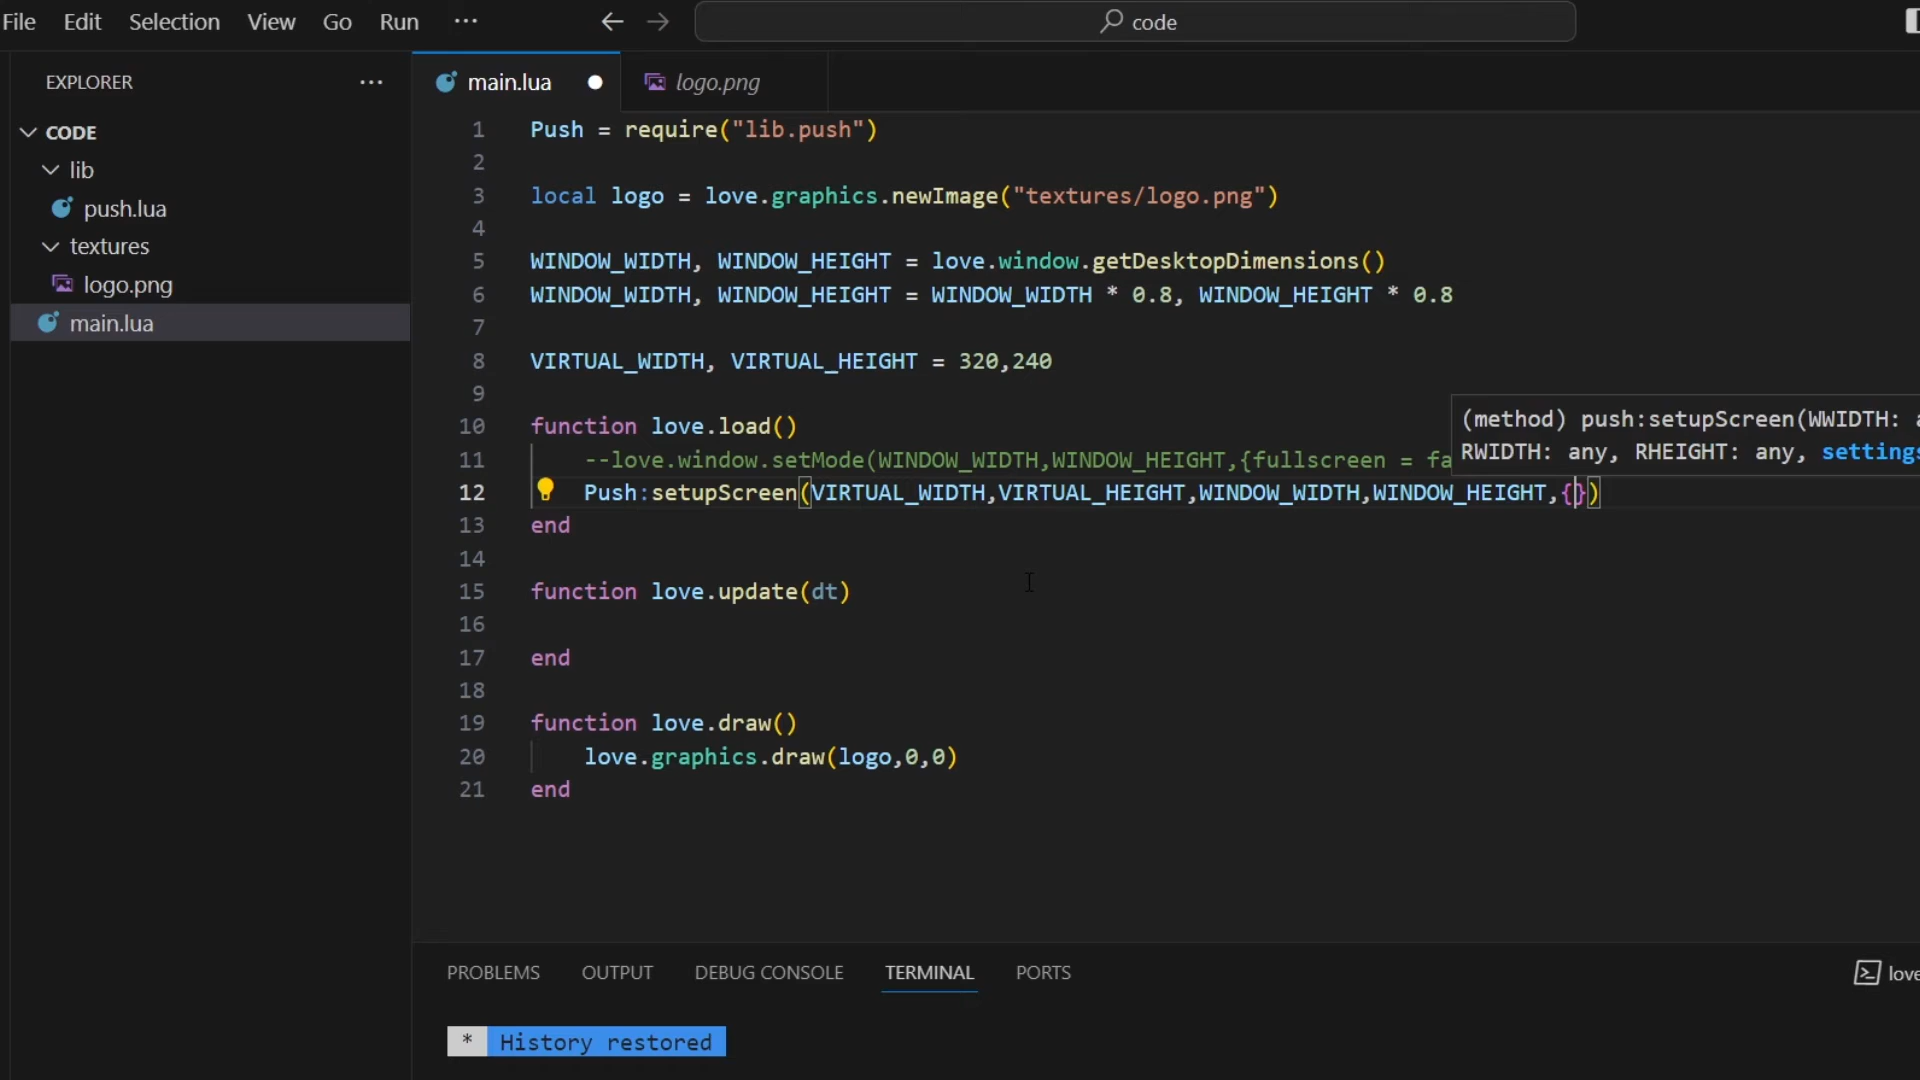 File Edit Selection View Go Run ··· ← → code
EXPLORER ···
CODE
lib
push.lua
textures
logo.png
main.lua
main.lua logo.png
1 Push = require("lib.push")
2
3 local logo = love.graphics.newImage("textures/logo.png")
4
5 WINDOW_WIDTH, WINDOW_HEIGHT = love.window.getDesktopDimensions()
6 WINDOW_WIDTH, WINDOW_HEIGHT = WINDOW_WIDTH * 0.8, WINDOW_HEIGHT * 0.8
7
8 VIRTUAL_WIDTH, VIRTUAL_HEIGHT = 320,240
9
10 function love.load()
11 --love.window.setMode(WINDOW_WIDTH,WINDOW_HEIGHT,{fullscreen = fa
12 Push:setupScreen(VIRTUAL_WIDTH,VIRTUAL_HEIGHT,WINDOW_WIDTH,WINDOW_HEIGHT,{})
13 end
14
15 function love.update(dt)
16
17 end
18
19 function love.draw()
20 love.graphics.draw(logo,0,0)
21 end
(method) push:setupScreen(WWIDTH: a
RWIDTH: any, RHEIGHT: any, settings
PROBLEMS OUTPUT DEBUG CONSOLE TERMINAL PORTS
love
* History restored